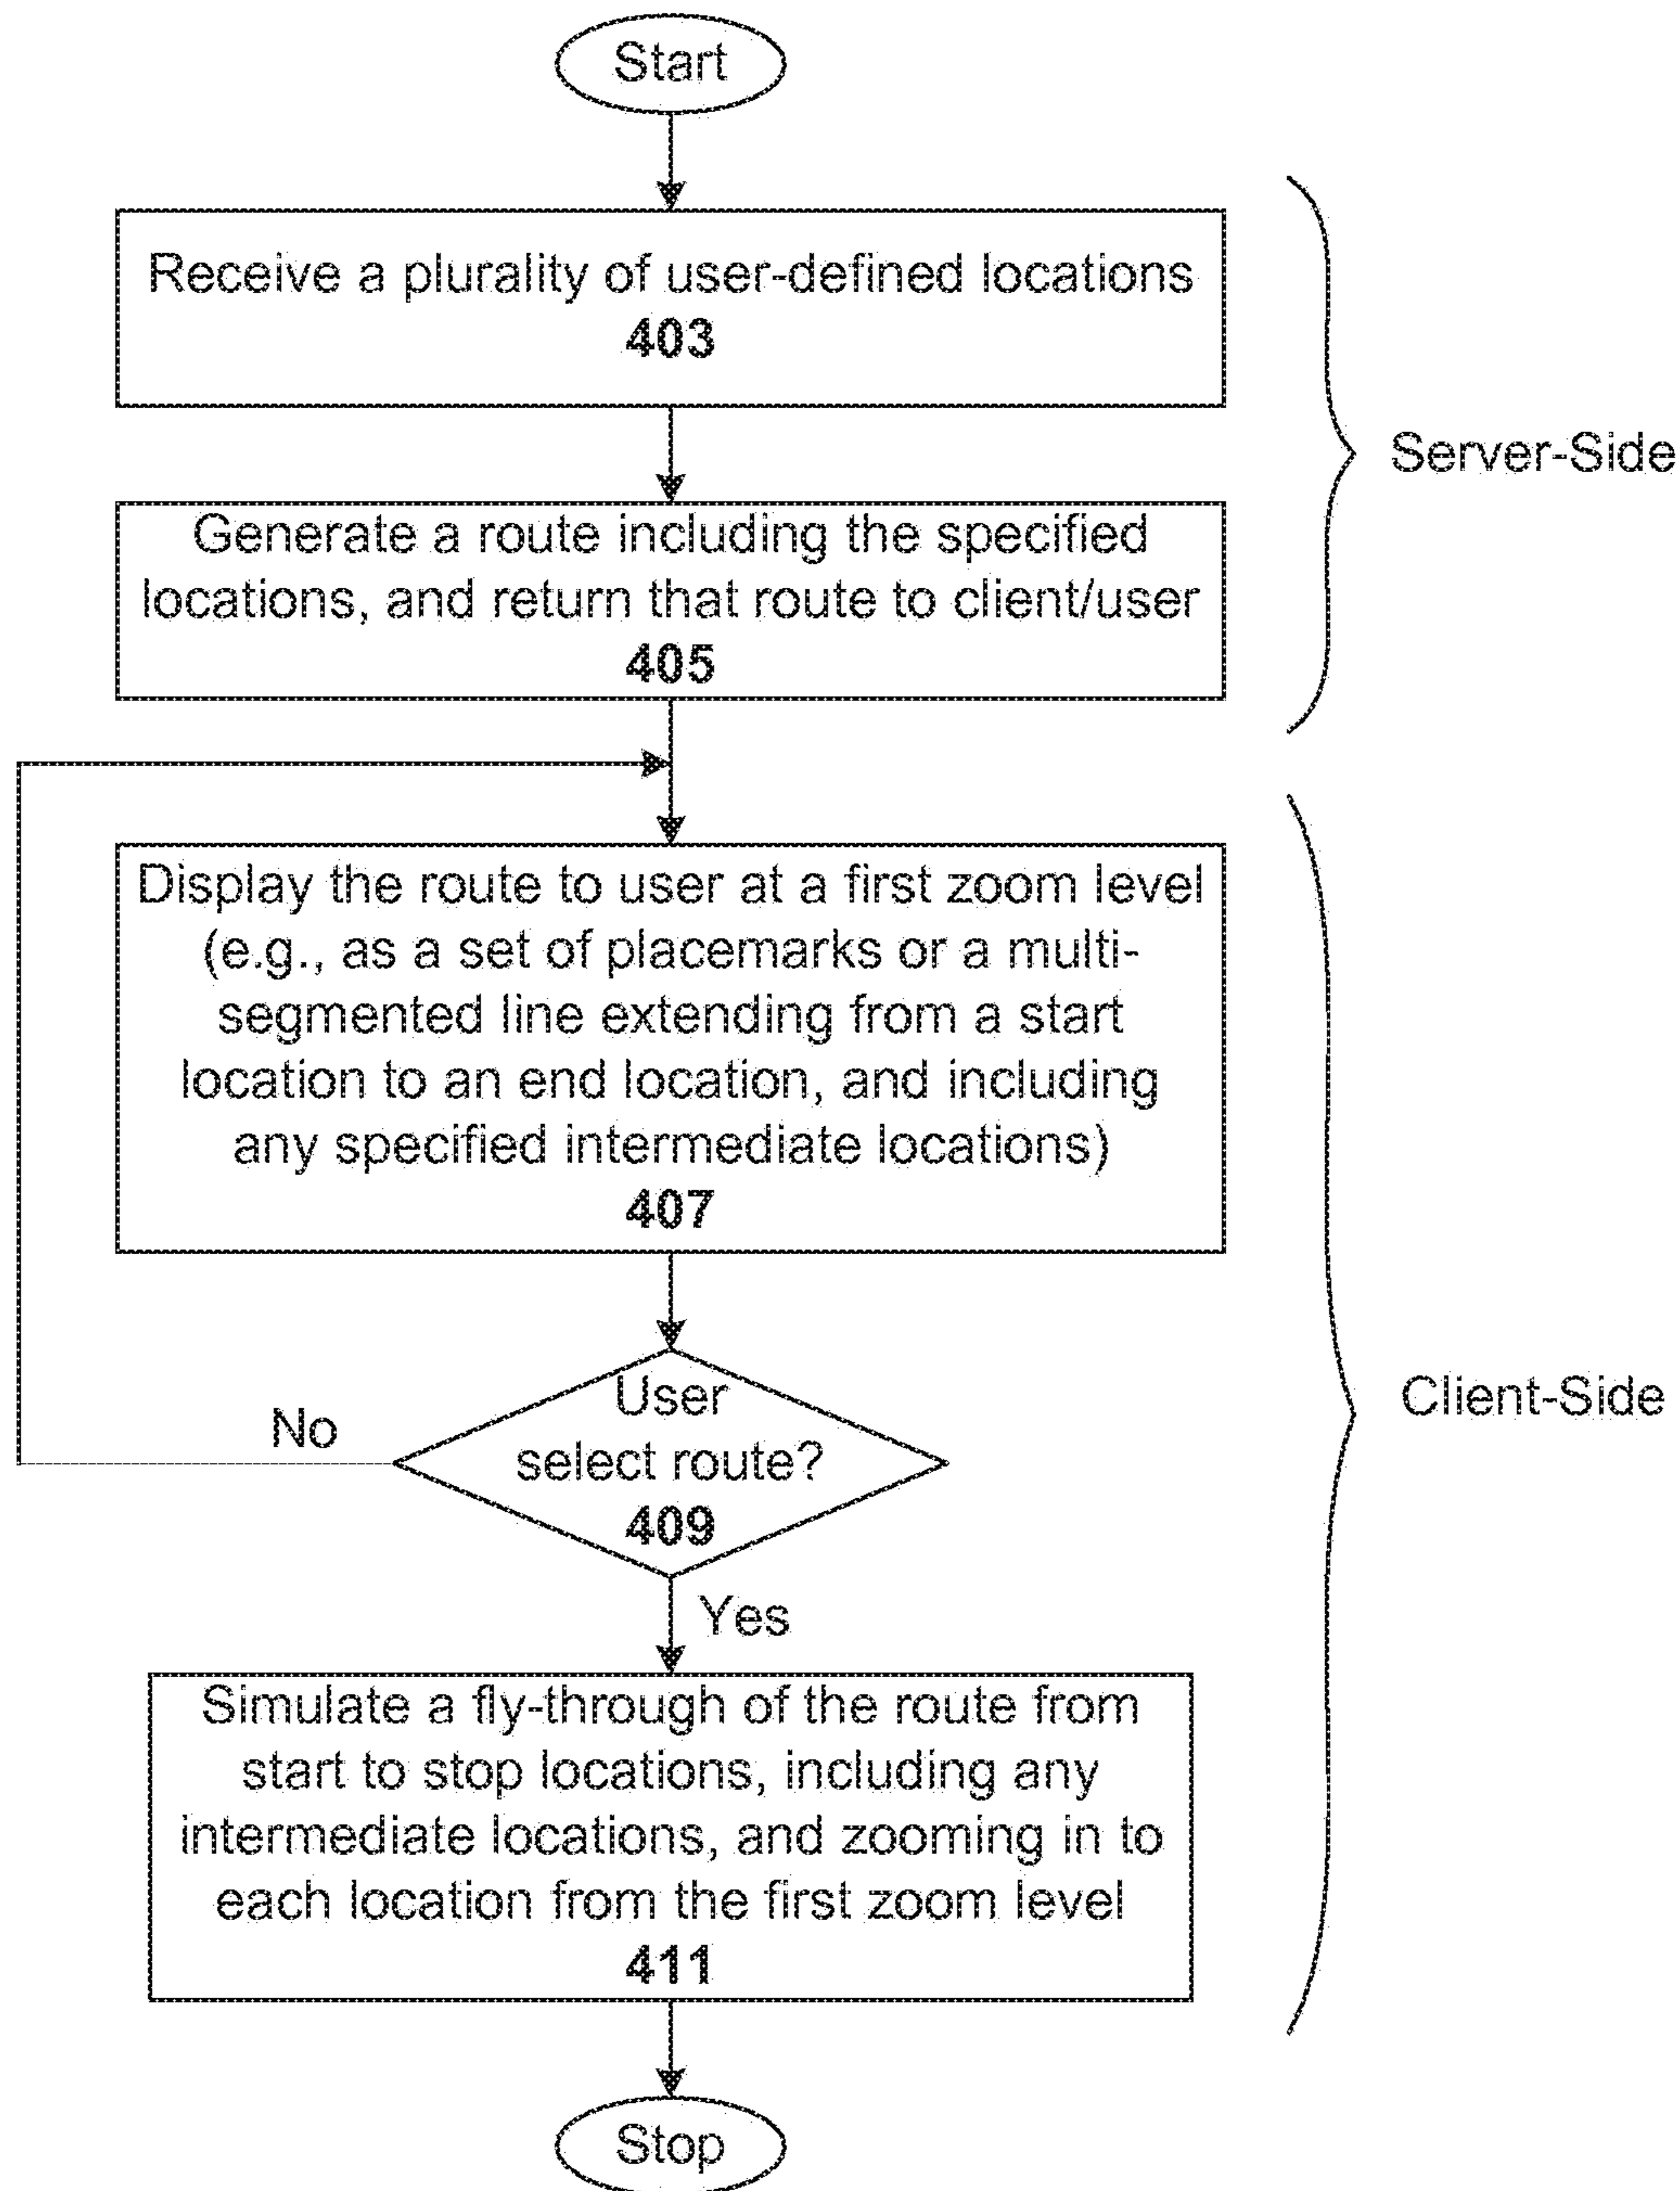 Start
Receive a plurality of user-defined locations
403
Generate a route including the specified
locations, and return that route to client/user
405
Server-Side
Display the route to user at a first zoom level
(e.g., as a set of placemarks or a multi-
segmented line extending from a start
location to an end location, and including
any specified intermediate locations)
407
User
select route?
409
No
Yes
Client-Side
Simulate a fly-through of the route from
start to stop locations, including any
intermediate locations, and zooming in to
each location from the first zoom level
411
Stop